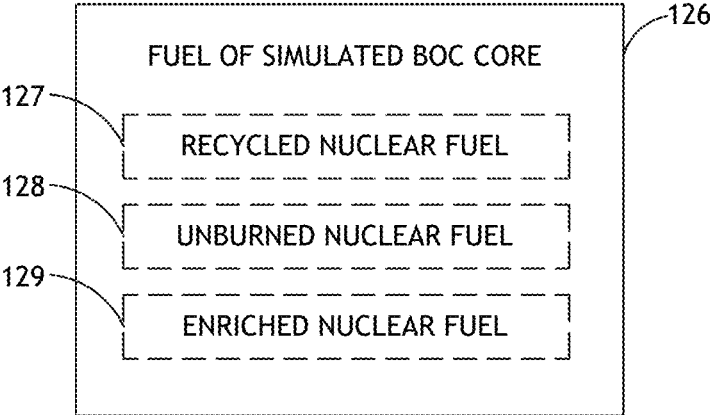 126
FUEL OF SIMULATED BOC CORE
127
RECYCLED NUCLEAR FUEL
128
UNBURNED NUCLEAR FUEL
129
ENRICHED NUCLEAR FUEL